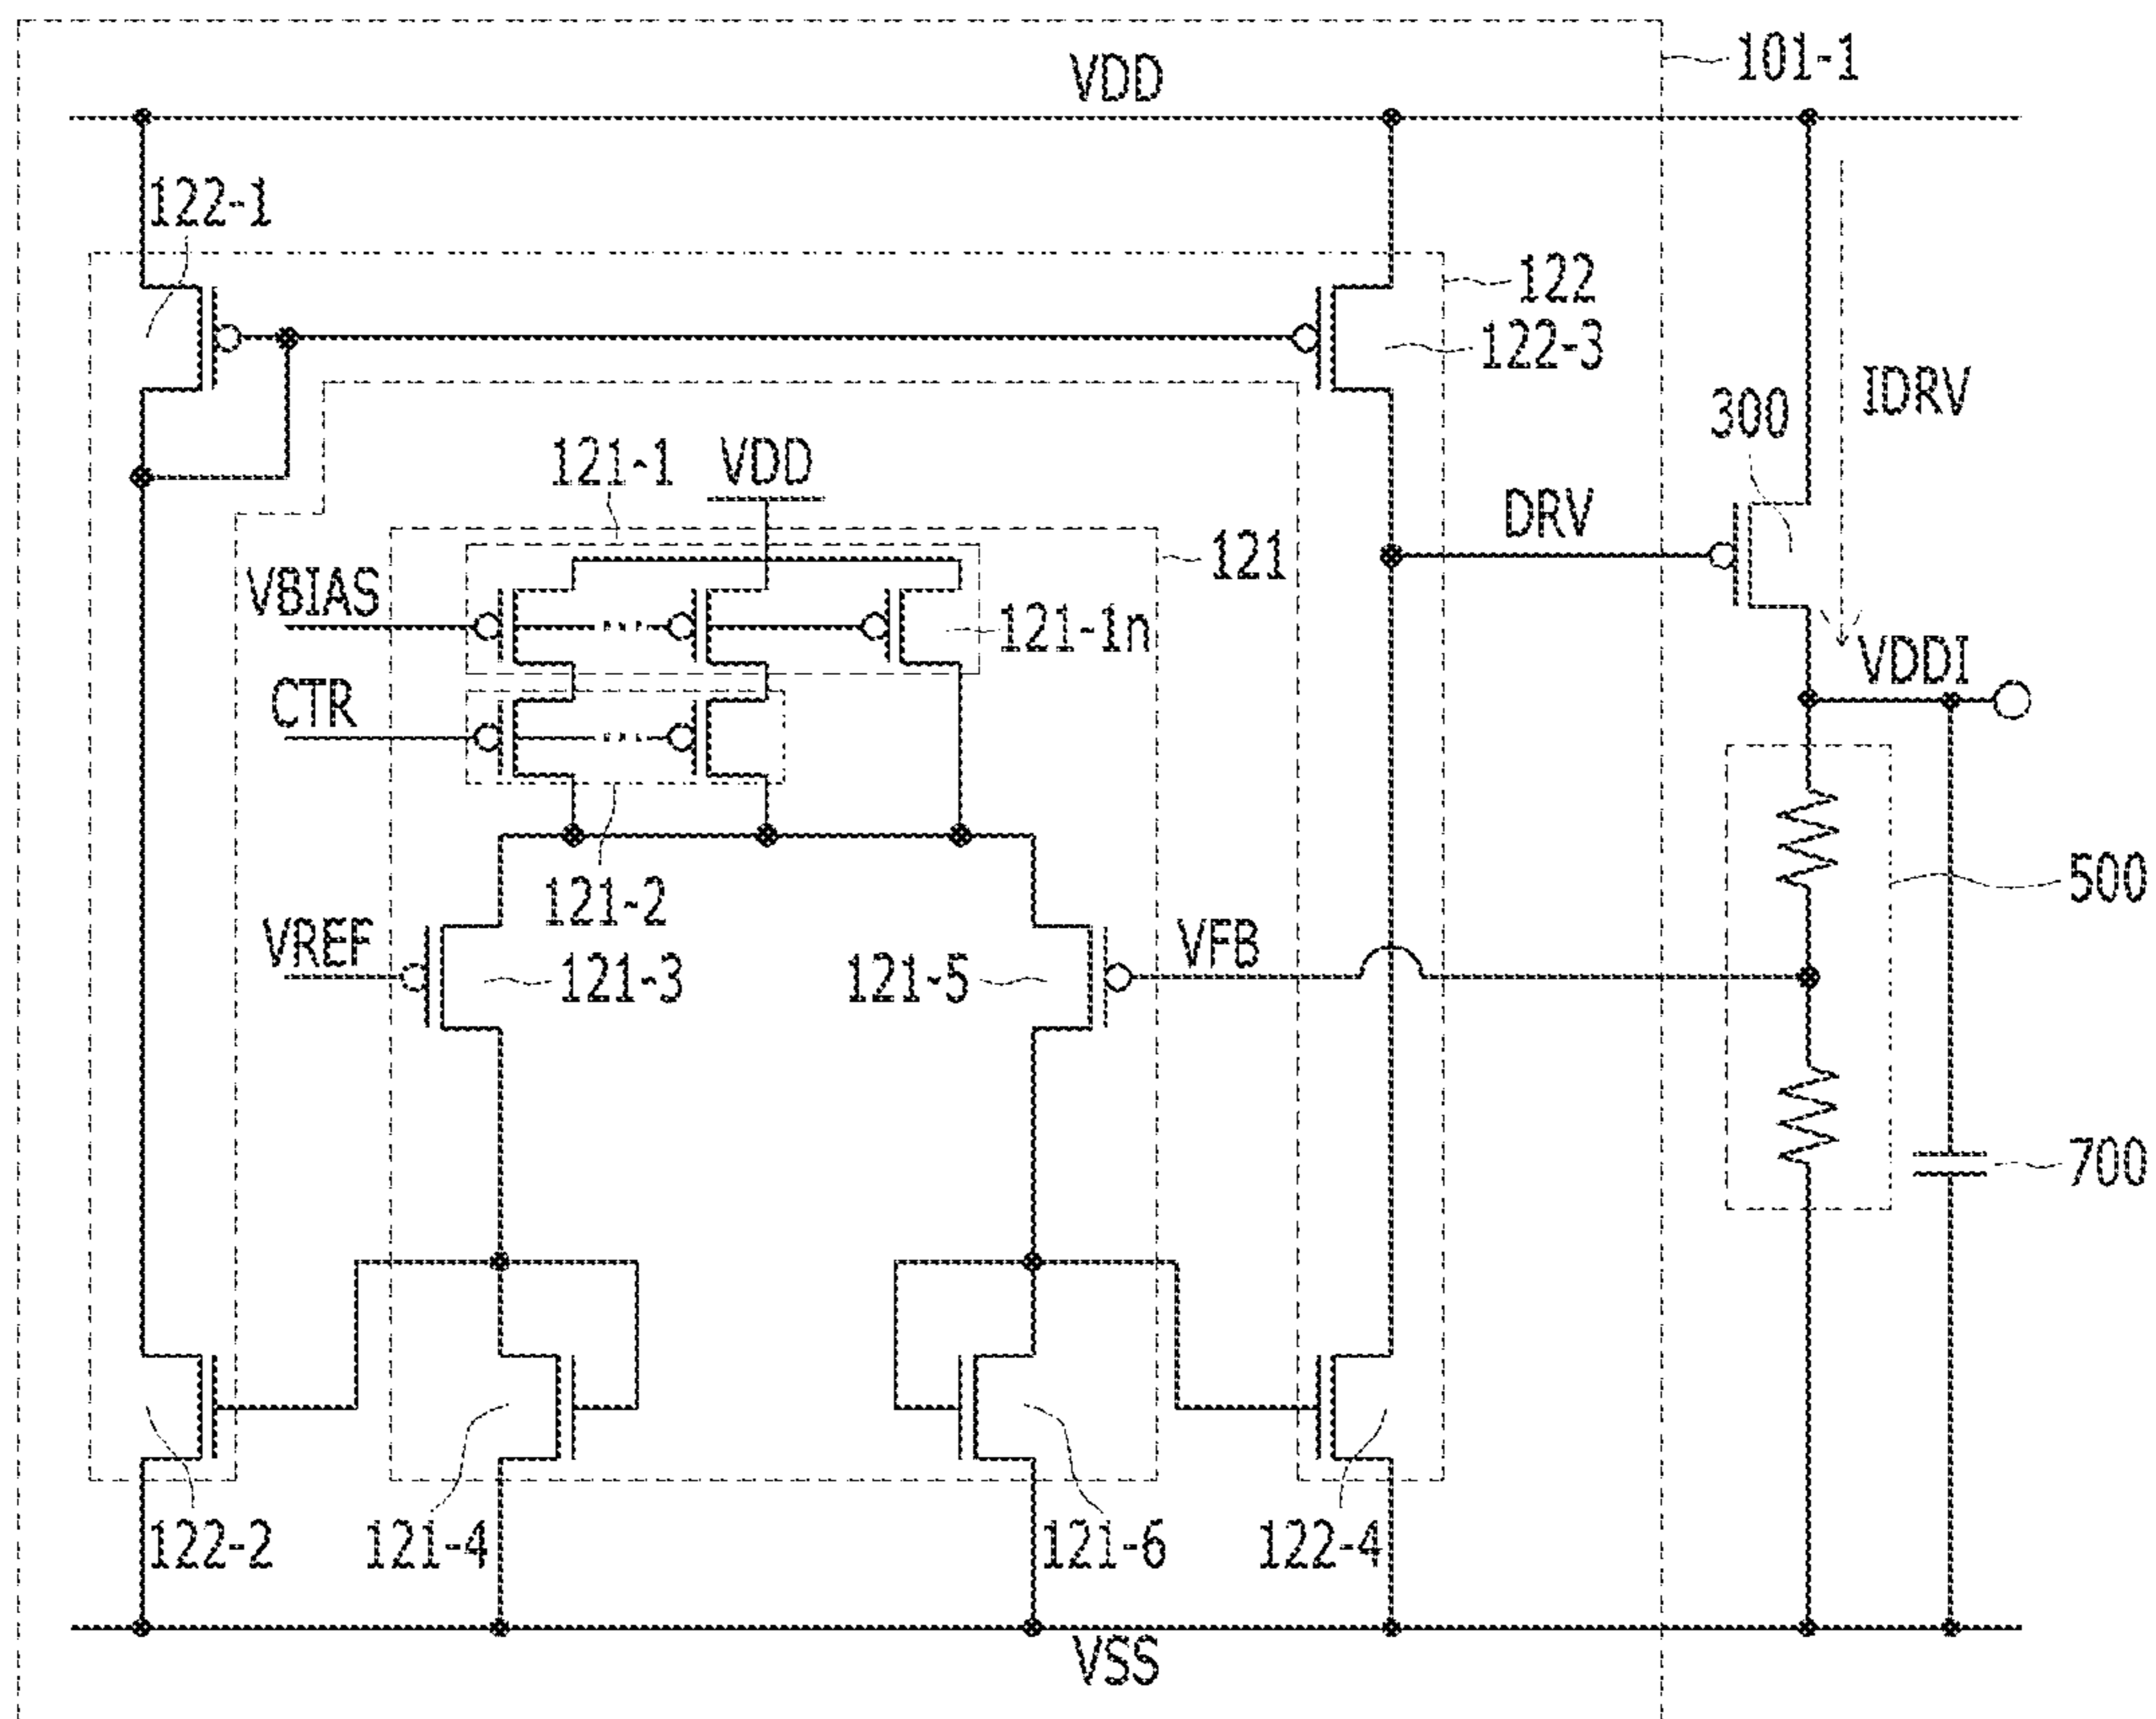 101-1
VDD
122-1
122
122-3
IDRV
300
121-1
VDD
DRV
121
VBIAS
121-1n
VDDI
CTR
500
121-2
VREF
VFB
121-3
121-5
700
122-2
121-4
121-6
122-4
VSS